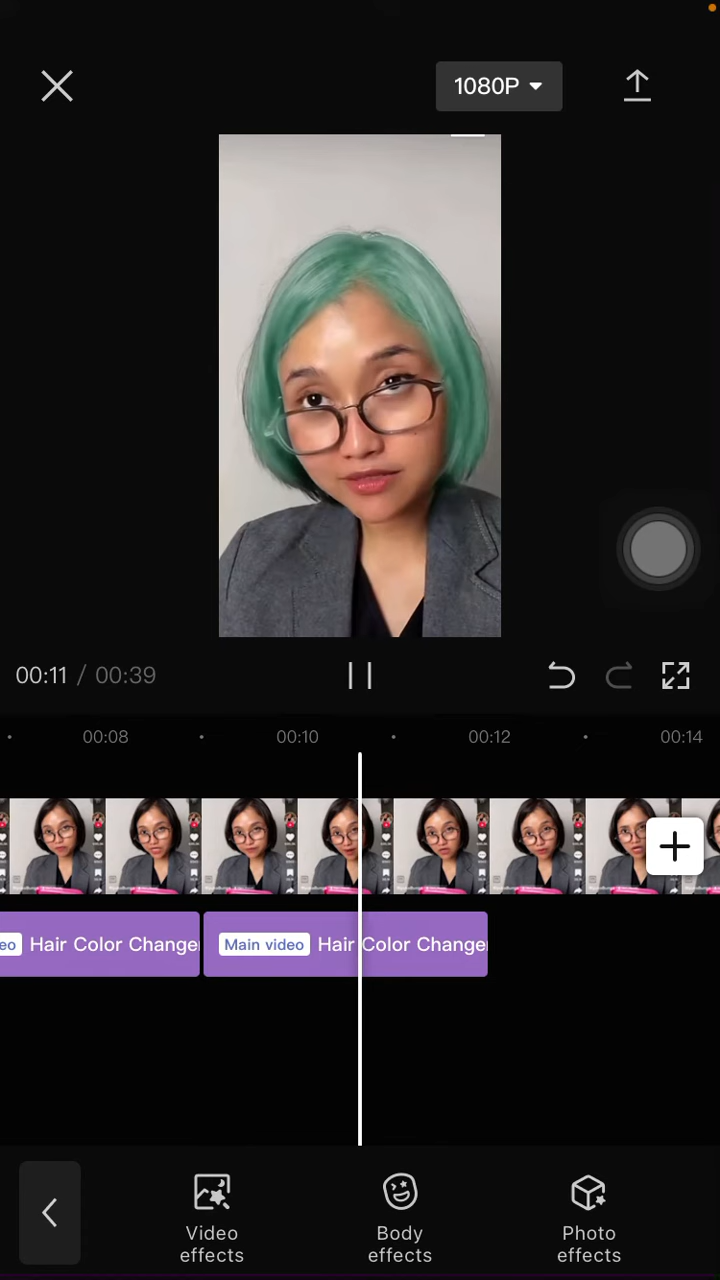 1080P
00:11 / 00:39
00:08
00:10
00:12
00:14
eo Hair Color Change
Main video Hair Color Change
Video effects
Body effects
Photo effects